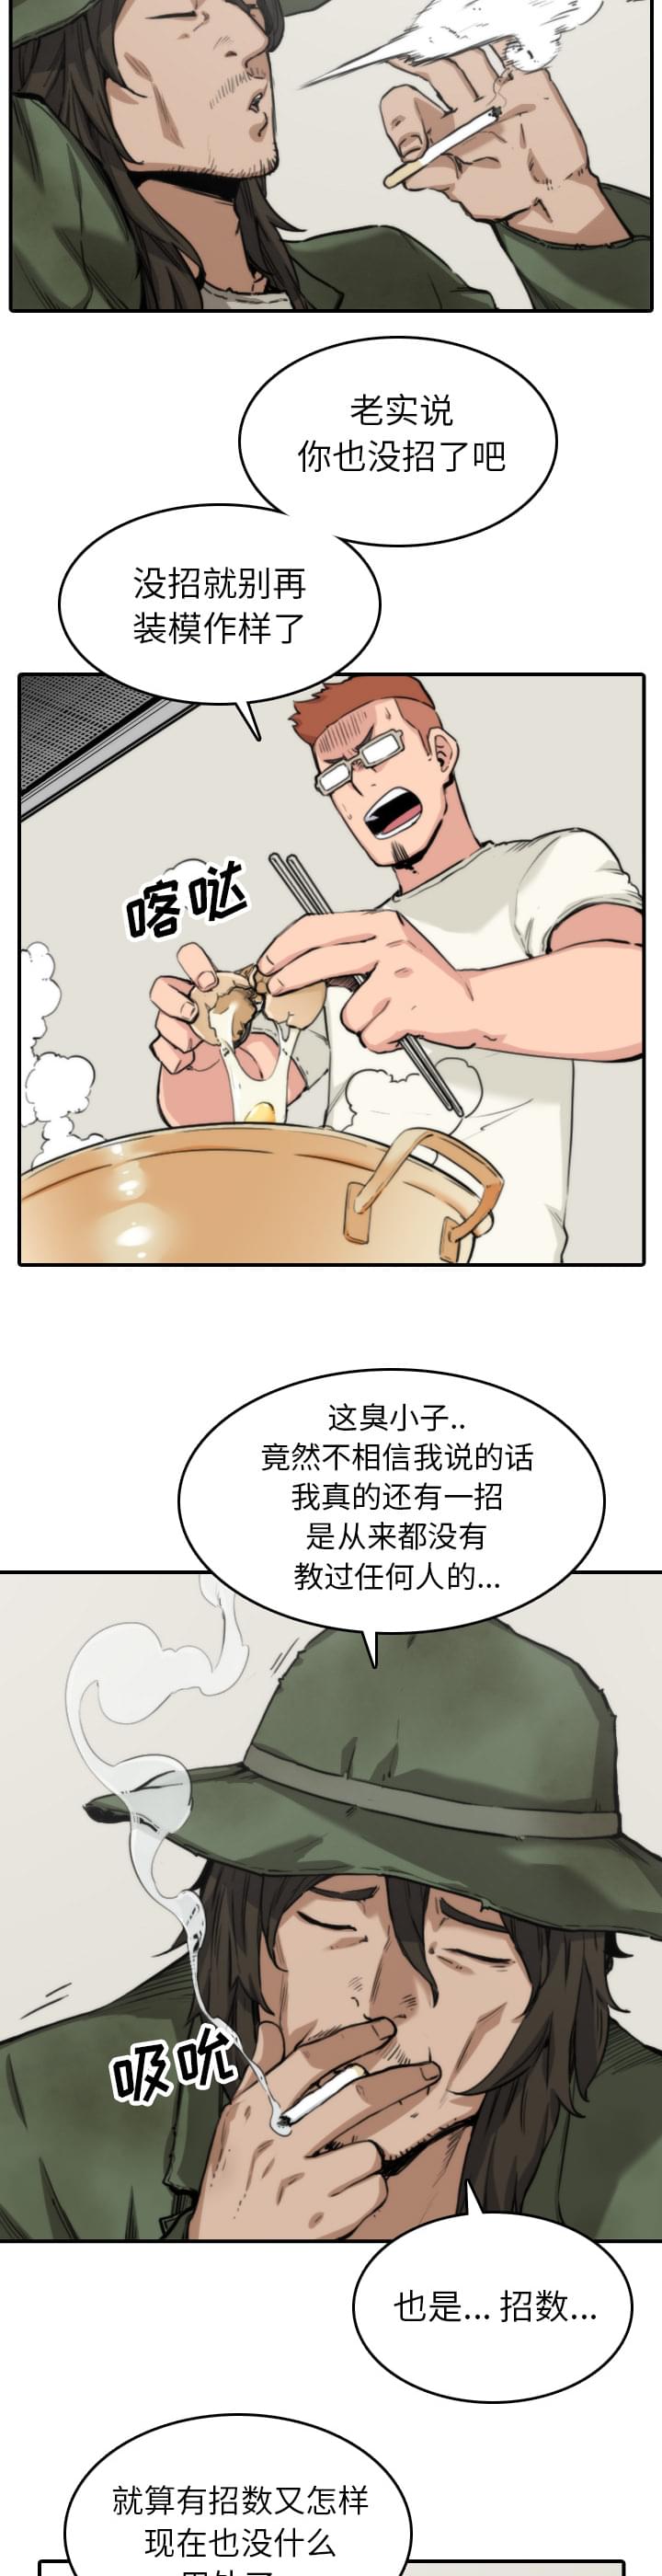 老实说
你也没招了吧
没招就别再
装模作样了
喀哒
这臭小子..
竟然不相信我说的话
我真的还有一招
是从来都没有
教过任何人的...
吸吮
也是... 招数...
就算有招数又怎样
现在也没什么